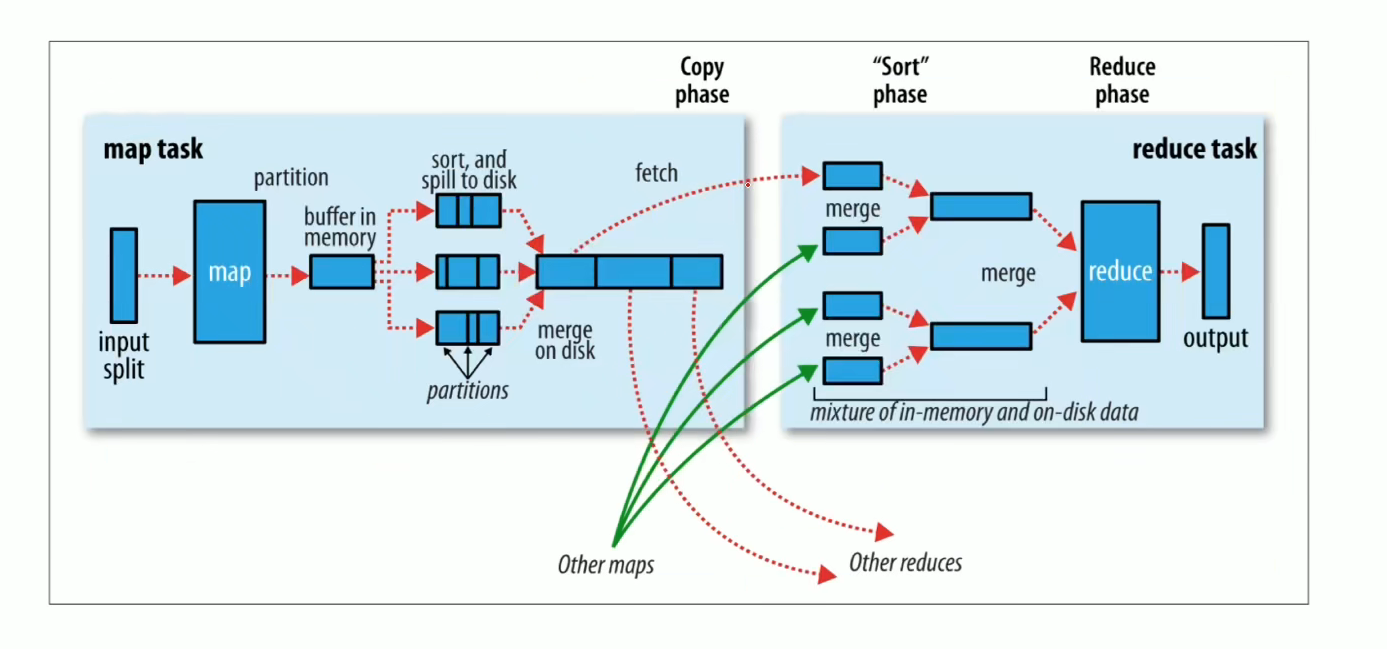 Copy
phase
“Sort”
phase
Reduce
phase
map task
reduce task
partition
sort, and
spill to disk
fetch
buffer in
memory
merge
map
merge
reduce
input
split
merge
on disk
merge
output
partitions
mixture of in-memory and on-disk data
Other maps
Other reduces